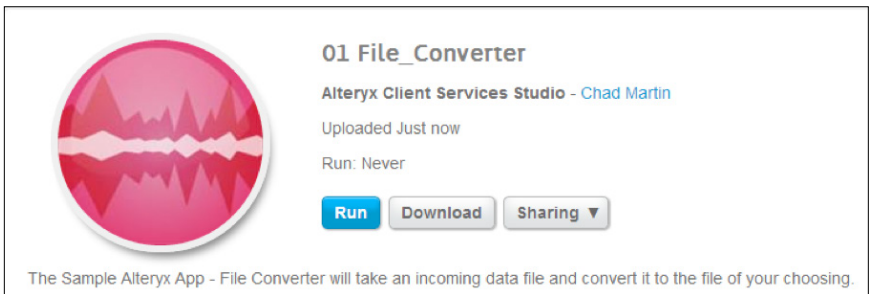 01 File_Converter
Alteryx Client Services Studio - Chad Martin
Uploaded Just now
Run: Never
Run Download Sharing ▼
The Sample Alteryx App - File Converter will take an incoming data file and convert it to the file of your choosing.